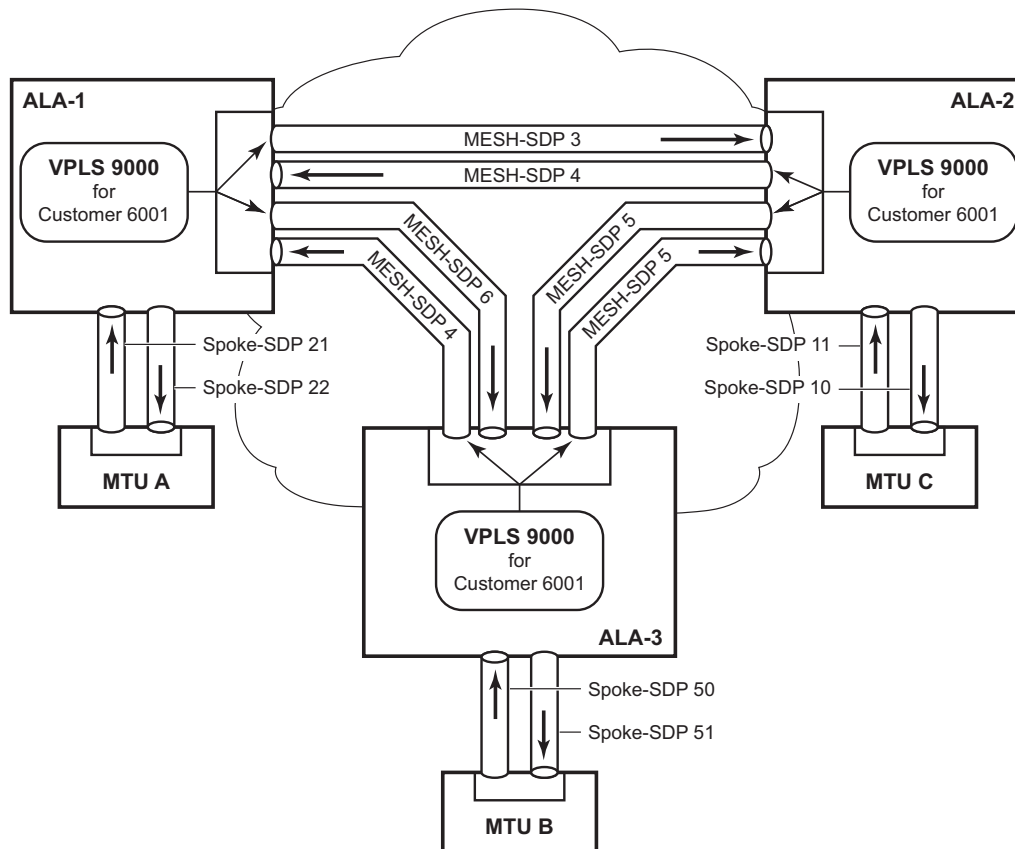 ALA-1
ALA-2
VPLS 9000
for
Customer 6001
MESH-SDP 3
MESH-SDP 4
VPLS 9000
for
Customer 6001
MESH-SDP 6
MESH-SDP 4
MESH-SDP 5
MESH-SDP 5
Spoke-SDP 21
Spoke-SDP 22
Spoke-SDP 11
Spoke-SDP 10
MTU A
MTU C
VPLS 9000
for
Customer 6001
ALA-3
Spoke-SDP 50
Spoke-SDP 51
MTU B